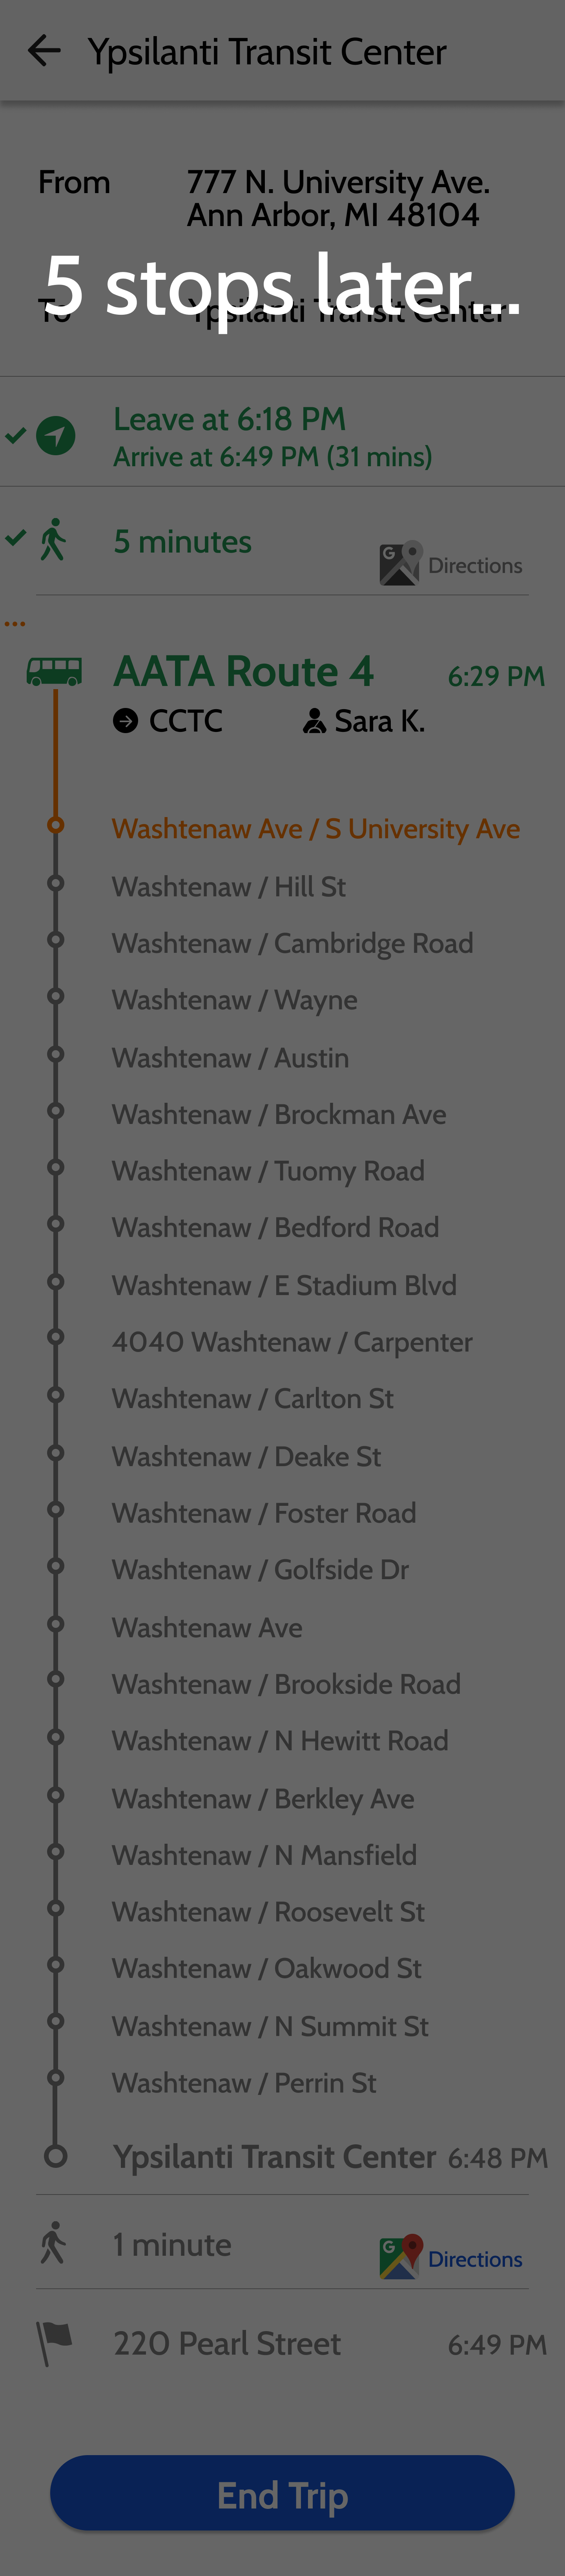 Ypsilanti Transit Center
From 777 N. University Ave.
Ann Arbor, MI 48104
5 stops later...
To Ypsilanti Transit Center
Leave at 6:18 PM
Arrive at 6:49 PM (31 mins)
5 minutes
G Directions
AATA Route 4 6:29 PM
CCTC Sara K.
Washtenaw Ave / S University Ave
Washtenaw / Hill St
Washtenaw / Cambridge Road
Washtenaw / Wayne
Washtenaw / Austin
Washtenaw / Brockman Ave
Washtenaw / Tuomy Road
Washtenaw / Bedford Road
Washtenaw / E Stadium Blvd
4040 Washtenaw / Carpenter
Washtenaw / Carlton St
Washtenaw / Deake St
Washtenaw / Foster Road
Washtenaw / Golfside Dr
Washtenaw Ave
Washtenaw / Brookside Road
Washtenaw / N Hewitt Road
Washtenaw / Berkley Ave
Washtenaw / N Mansfield
Washtenaw / Roosevelt St
Washtenaw / Oakwood St
Washtenaw / N Summit St
Washtenaw / Perrin St
Ypsilanti Transit Center 6:48 PM
1 minute
G Directions
220 Pearl Street 6:49 PM
End Trip